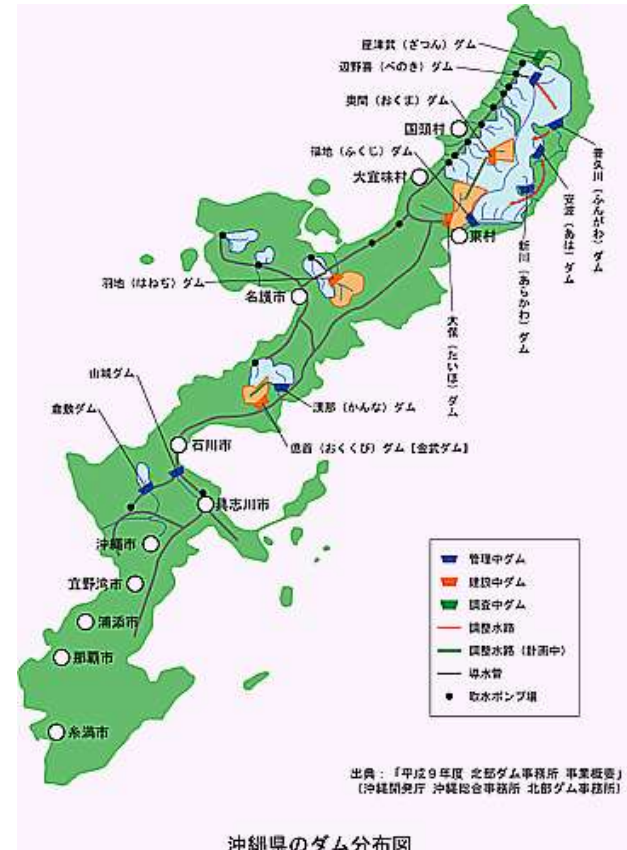 座津武（ざつん）ダム
辺野喜（べのき）ダム
奥間（おくま）ダム
国頭村
福地（ふくじ）ダム
大宜味村
普久川（ふんがわ）ダム
安波（あは）ダム
新川（あらかわ）ダム
東村
大保（たいほ）ダム
羽地（はねぢ）ダム
名護市
山城ダム
倉敷ダム
漢那（かんな）ダム
億首（おくくび）ダム【金武ダム】
石川市
具志川市
沖縄市
宜野湾市
浦添市
那覇市
糸満市
管理中ダム
建設中ダム
調査中ダム
調整水路
調整水路（計画中）
導水管
取水ポンプ場
出典：「平成９年度 北部ダム事務所 事業概要」
（沖縄開発庁 沖縄総合事務所 北部ダム事務所）
沖縄県のダム分布図